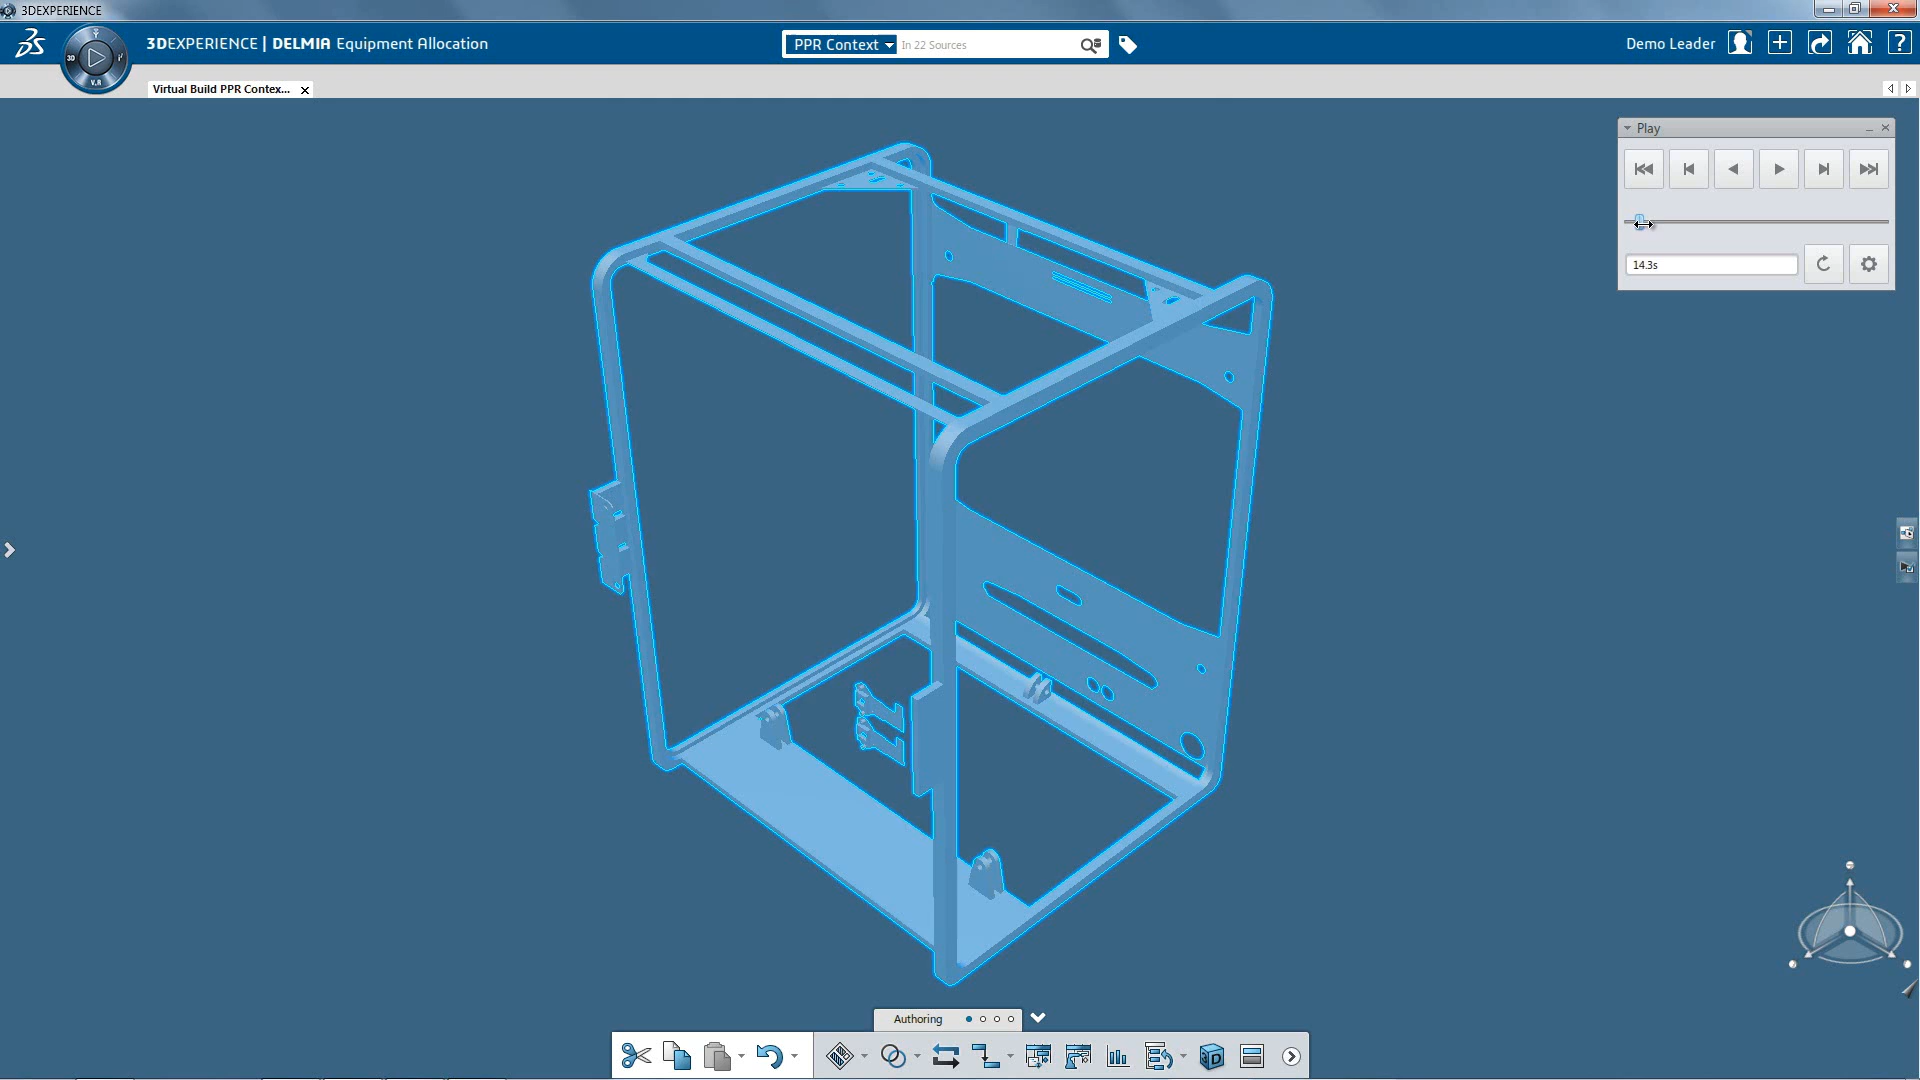 3DEXPERIENCE
3DEXPERIENCE | DELMIA Equipment Allocation
PPR Context
In 22 Sources
Demo Leader
3D
V.R
Virtual Build PPR Contex...
Play
14.3s
Authoring